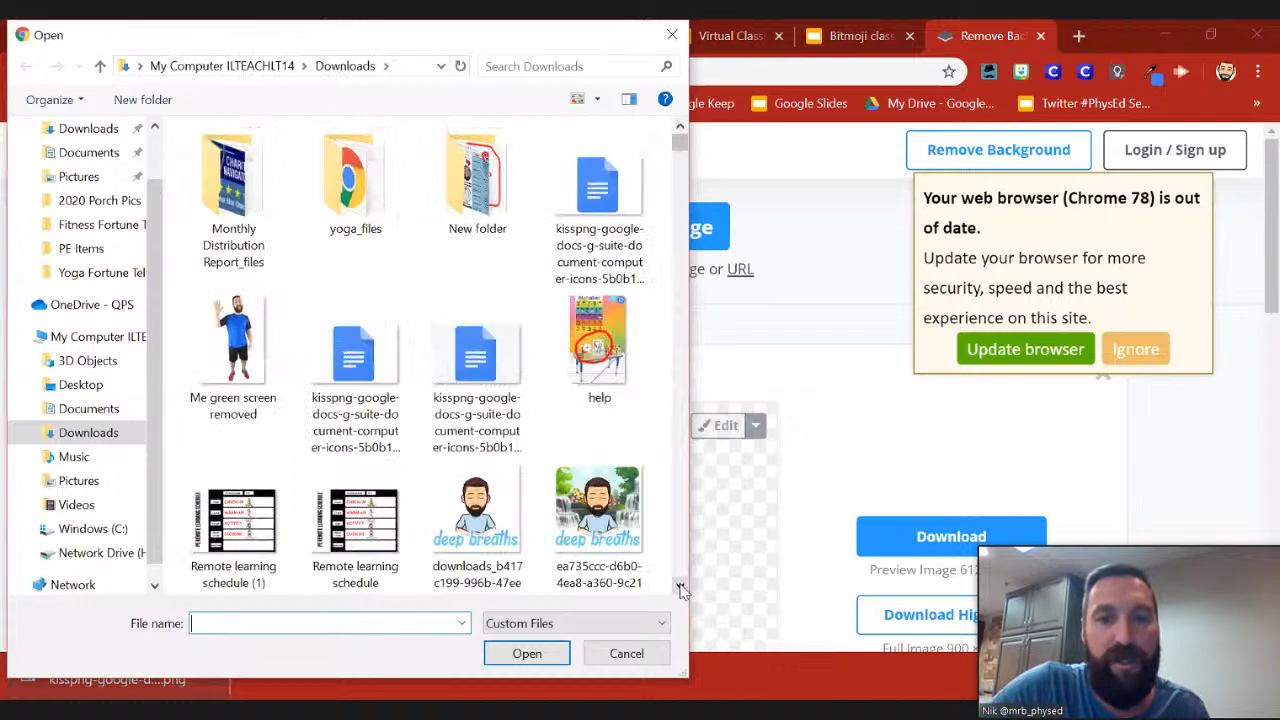 Open
Virtual Clas
Bitmoji clas
Remove Bac
My Computer ILTEACHLT14
Downloads
Search Downloads
Organize
New folder
Google Keep
Google Slides
My Drive - Google...
Twitter #PhysEd Se...
»
Downloads
Documents
Pictures
2020 Porch Pics
Fitness Fortune T
PE Items
Yoga Fortune Tel
OneDrive - QPS
My Computer ILTE
3D Objects
Desktop
Documents
Downloads
Music
Pictures
Videos
Windows (C:)
Network Drive (H
Network
Monthly
Distribution
Report_files
yoga_files
New folder
kisspng-google-
docs-g-suite-do
cument-comput
er-icons-5b0b1...
Me green screen
removed
kisspng-google-
docs-g-suite-do
cument-comput
er-icons-5b0b1...
kisspng-google-
docs-g-suite-do
cument-comput
er-icons-5b0b1...
help
deep breaths
deep breaths
Remote learning
schedule (1)
Remote learning
schedule
downloads_b417
c199-996b-47ee
ea735ccc-d6b0-
4ea8-a360-9c21
File name:
Custom Files
Open
Cancel
Remove Background
Login / Sign up
Your web browser (Chrome 78) is out
of date.
Update your browser for more
security, speed and the best
experience on this site.
Update browser
Ignore
ge
ge or URL
Edit
Download
Preview Image 612
Download Hig
Full Image 900 ×
kisspng-google-d....png
Nik @mrb_physed